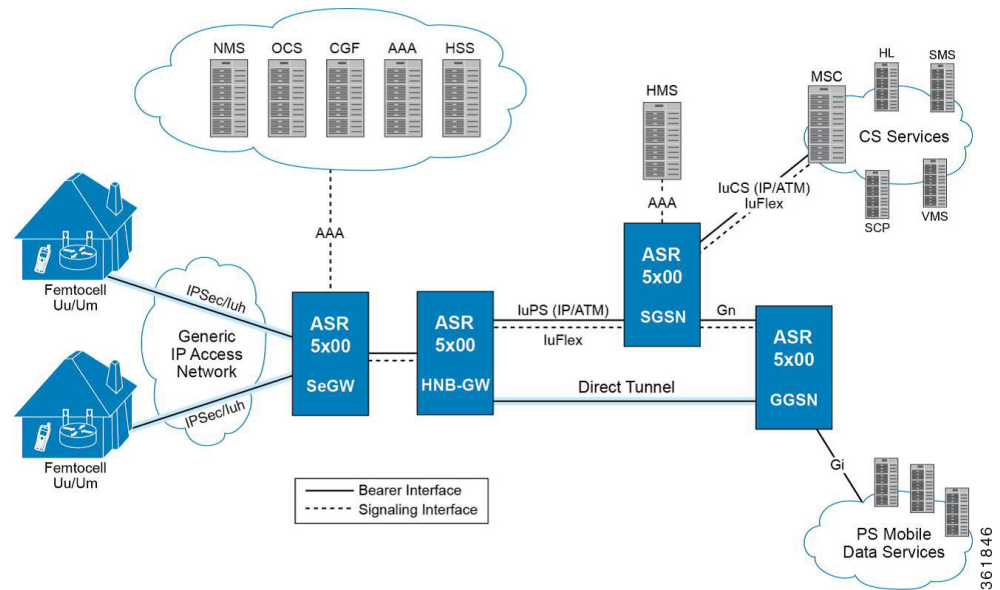 NMS OCS CGF AAA HSS
HMS
MSC
HL
SMS
CS Services
SCP
VMS
IuCS (IP/ATM)
IuFlex
AAA
AAA
Femtocell
Uu/Um
IPSec/Iuh
Generic
IP Access
Network
IPSec/Iuh
Femtocell
Uu/Um
ASR
5x00
SeGW
ASR
5x00
HNB-GW
IuPS (IP/ATM)
IuFlex
ASR
5x00
SGSN
Gn
Direct Tunnel
ASR
5x00
GGSN
Gi
PS Mobile
Data Services
Bearer Interface
Signaling Interface
361846